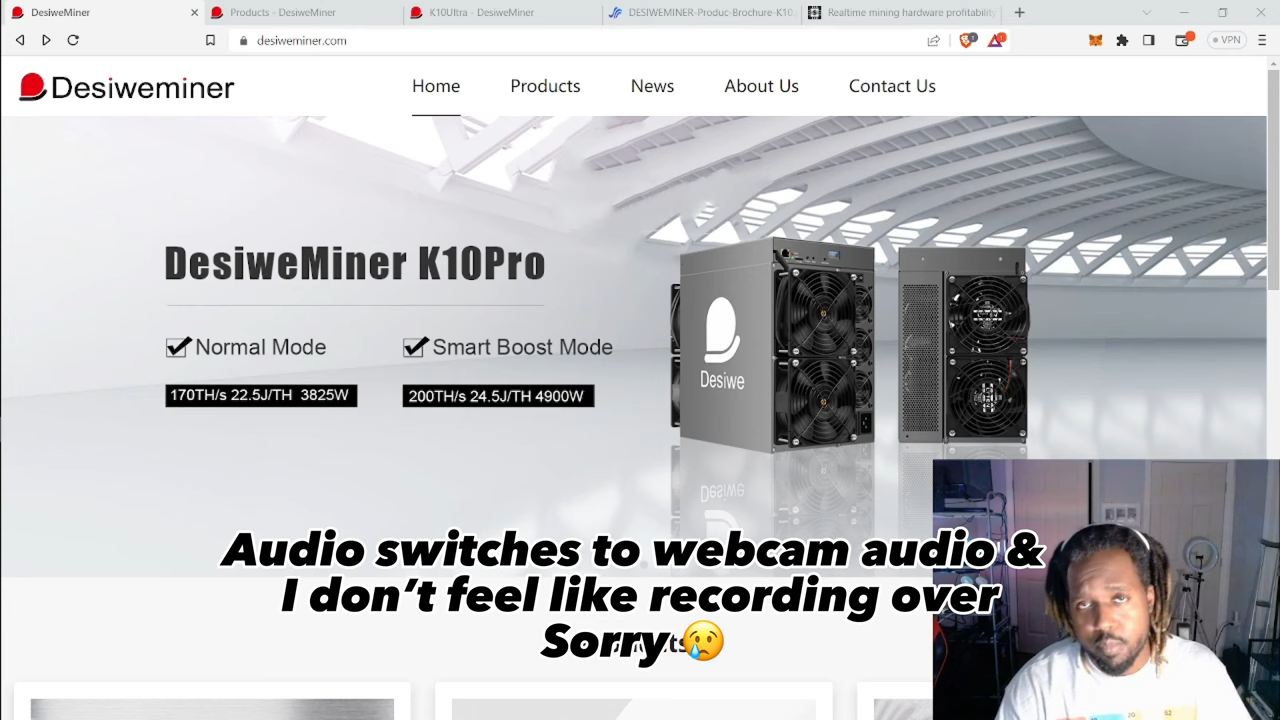 DesiweMiner
Products - DesiweMiner
K10Ultra - DesiweMiner
DESIWEMINER-Produc-Brochure-K10
Realtime mining hardware profitability
desiweminer.com
VPN
Desiweminer
Home
Products
News
About Us
Contact Us
DesiweMiner K10Pro
Normal Mode
Smart Boost Mode
170TH/s 22.5J/TH 3825W
200TH/s 24.5J/TH 4900W
Desiwe
Audio switches to webcam audio &
I don't feel like recording over
Sorry 😢